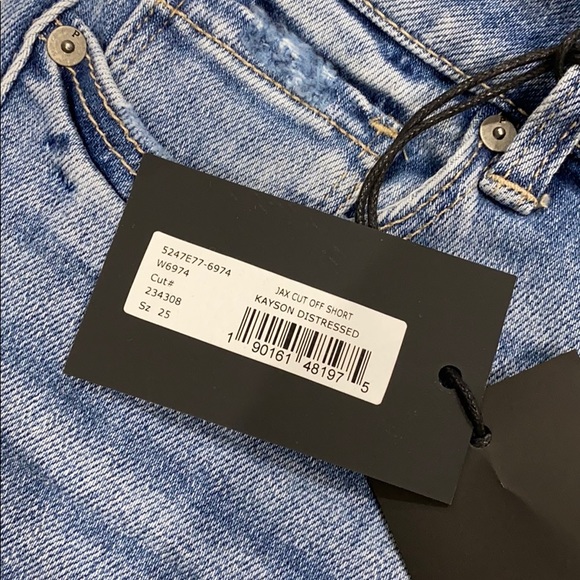 P
5247E77-6974
W6974
Cut#
234308
Sz 25
JAX CUT OFF SHORT
KAYSON DISTRESSED
1 90161 48197 5